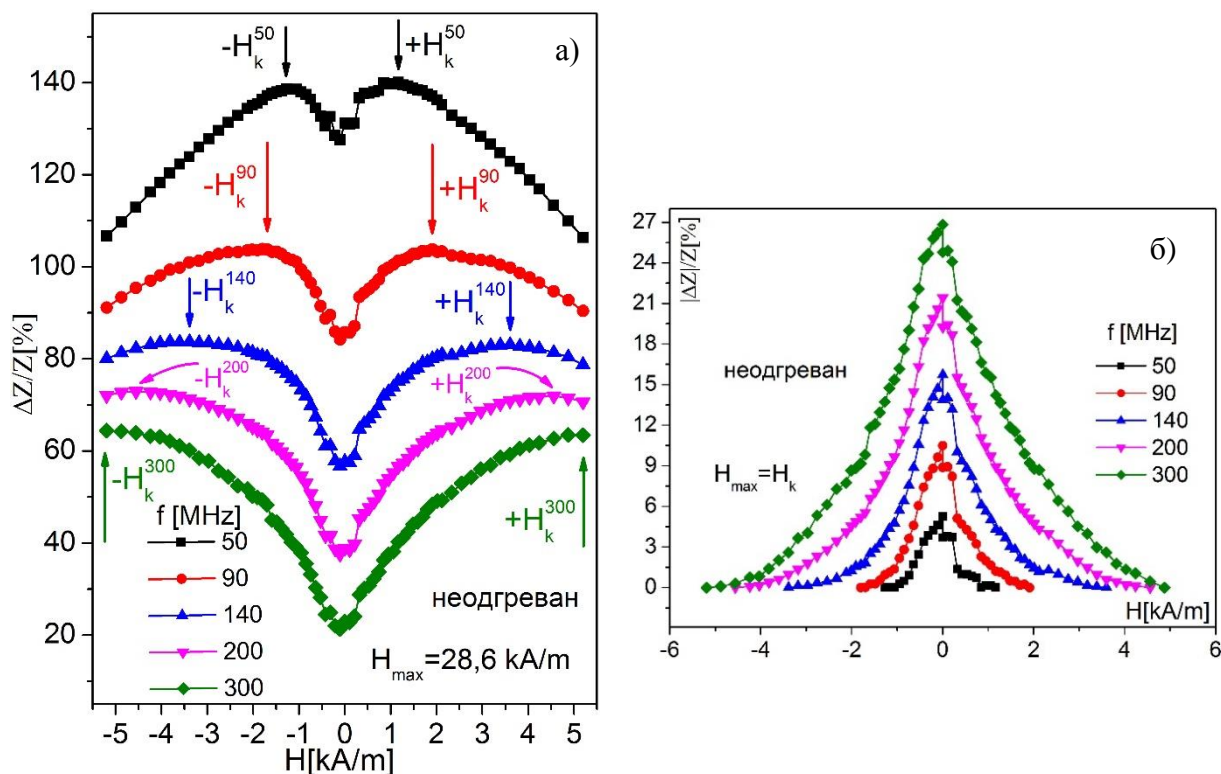 а)
-H_k^50
+H_k^50
-H_k^90
+H_k^90
-H_k^140
+H_k^140
-H_k^200
+H_k^200
-H_k^300
+H_k^300
ΔZ/Z[%]
140
120
100
80
60
40
20
f [MHz]
50
90
140
200
300
неодгреван
H_max=28,6 kA/m
-5 -4 -3 -2 -1 0 1 2 3 4 5
H[kA/m]
б)
|ΔZ|/Z[%]
27
24
21
18
15
12
9
6
3
0
неодгреван
H_max=H_k
f [MHz]
50
90
140
200
300
H[kA/m]
-6 -4 -2 0 2 4 6